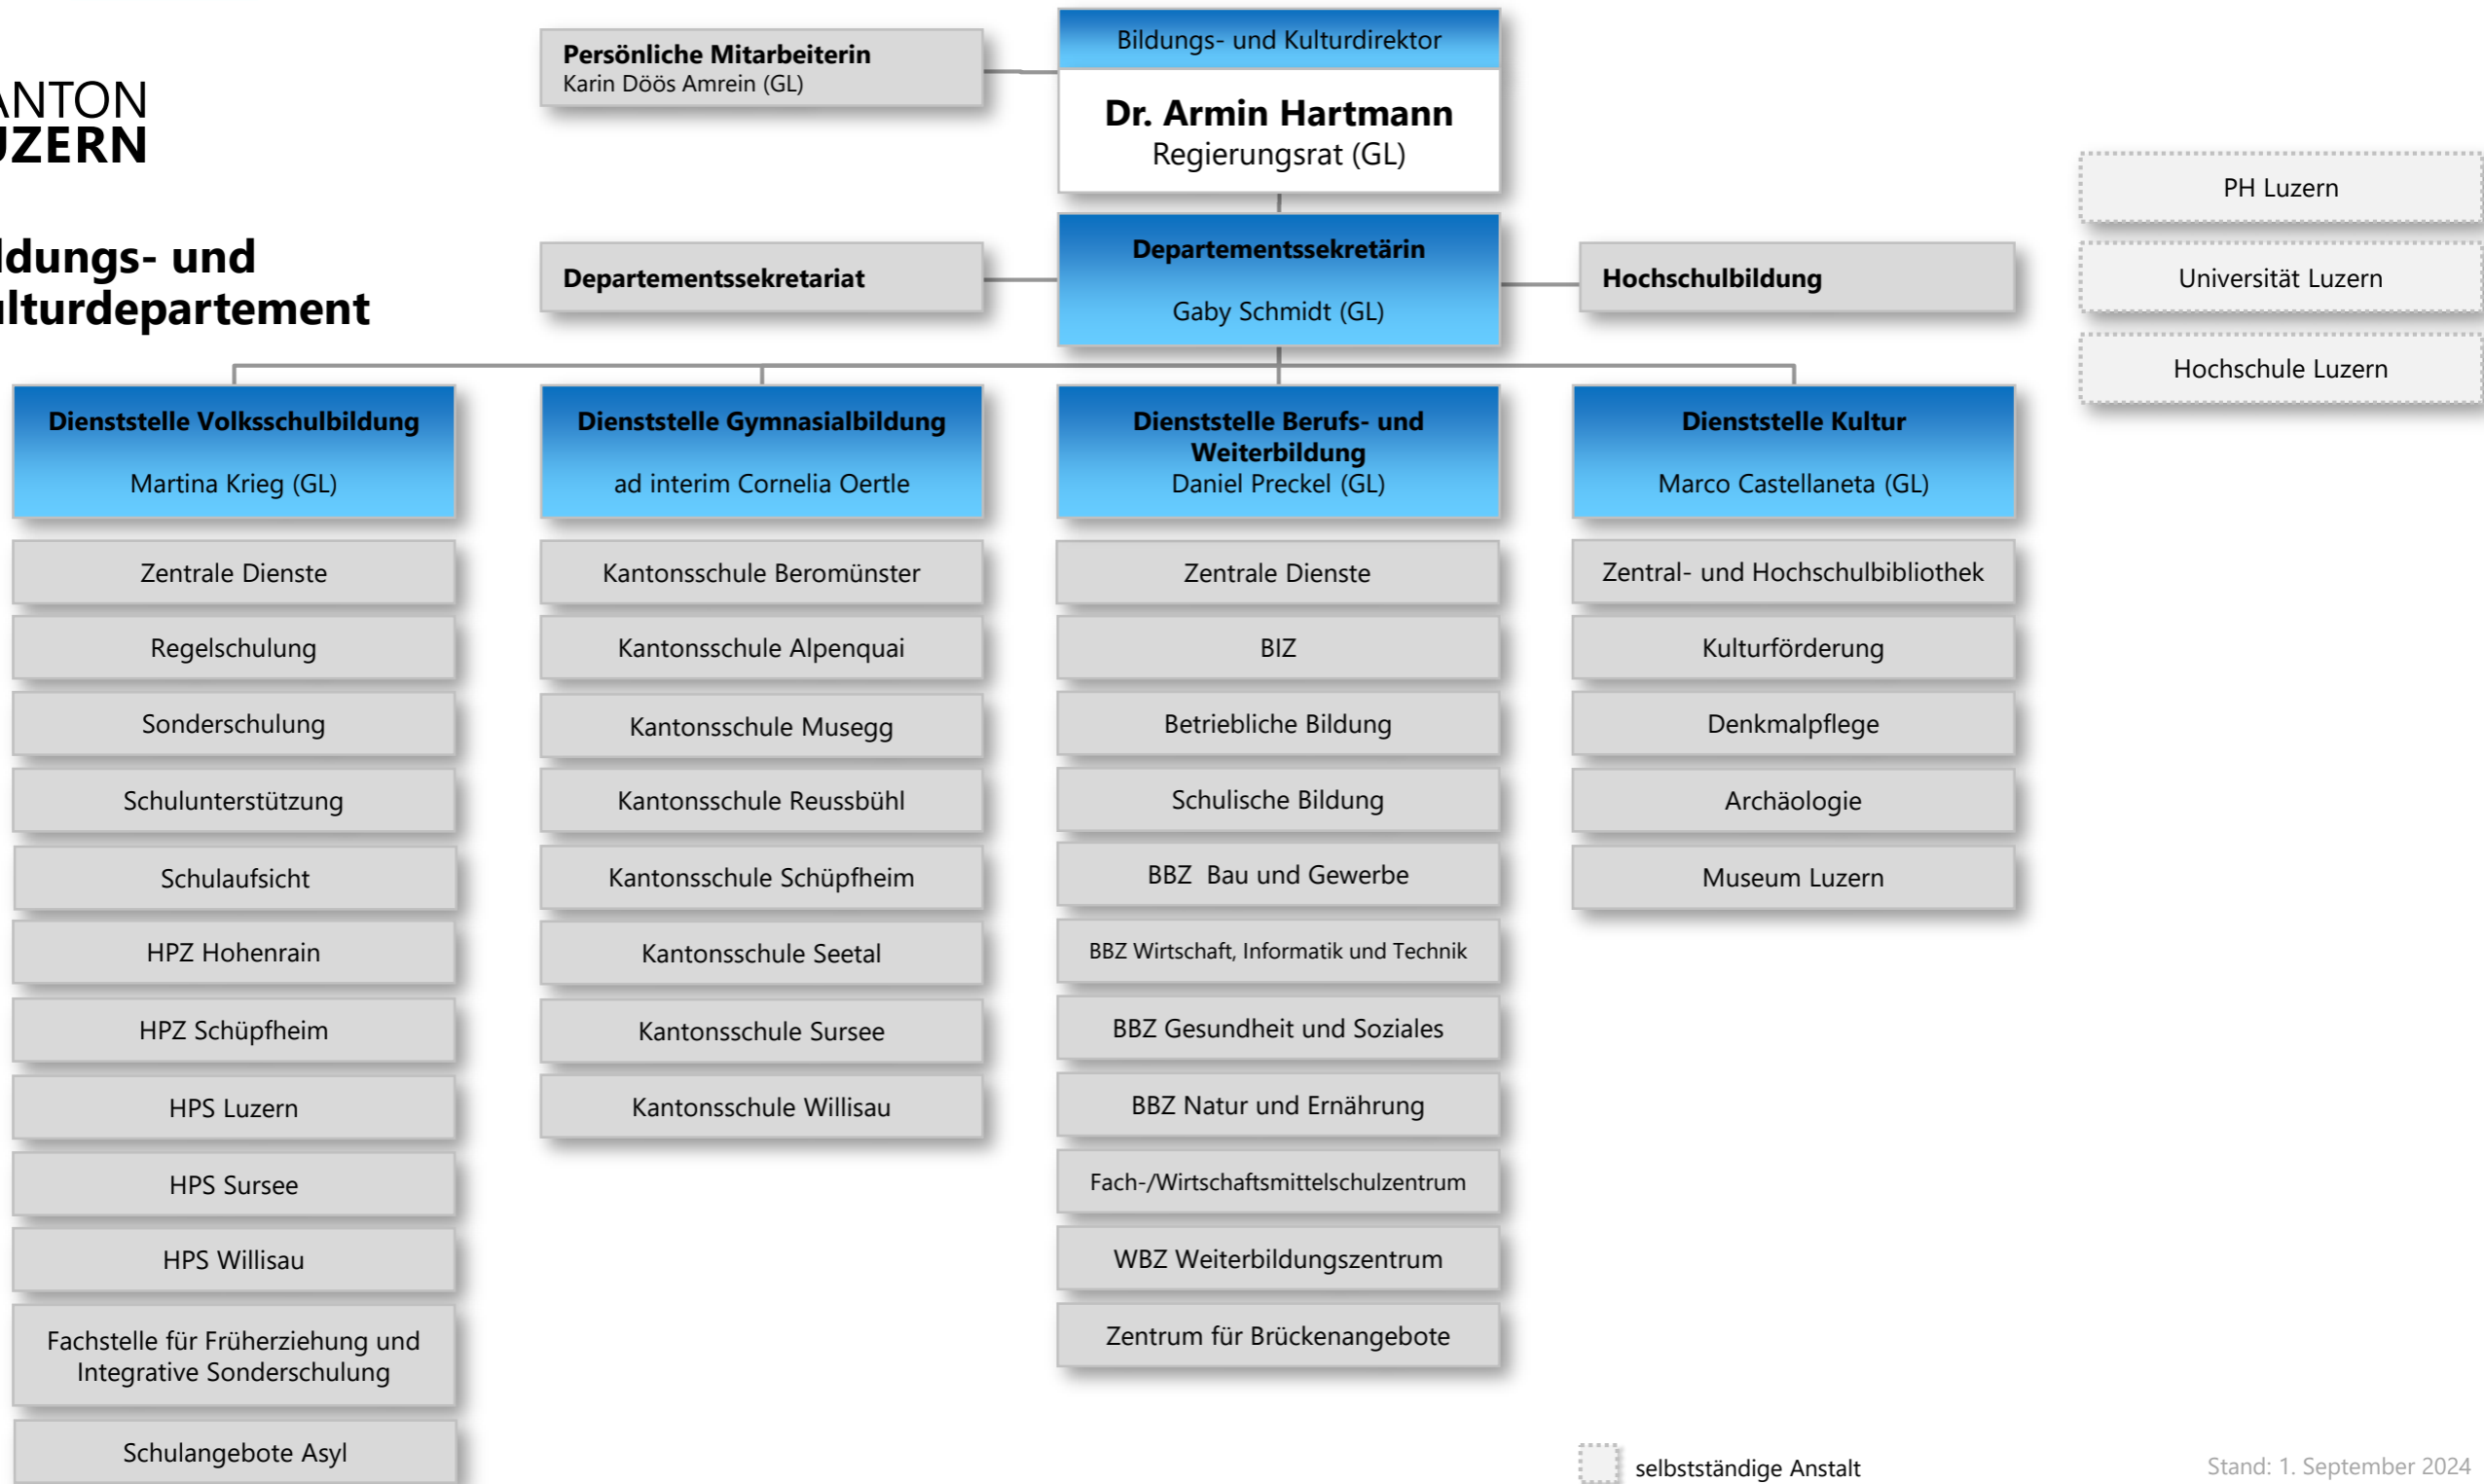 ANTON
UZERN
ldungs- und
ulturdepartement
Persönliche Mitarbeiterin
Karin Döös Amrein (GL)
Bildungs- und Kulturdirektor
Dr. Armin Hartmann
Regierungsrat (GL)
Departementssekretariat
Departementssekretärin
Gaby Schmidt (GL)
Hochschulbildung
PH Luzern
Universität Luzern
Hochschule Luzern
Dienststelle Volksschulbildung
Martina Krieg (GL)
Zentrale Dienste
Regelschulung
Sonderschulung
Schulunterstützung
Schulaufsicht
HPZ Hohenrain
HPZ Schüpfheim
HPS Luzern
HPS Sursee
HPS Willisau
Fachstelle für Früherziehung und
Integrative Sonderschulung
Schulangebote Asyl
Dienststelle Gymnasialbildung
ad interim Cornelia Oertle
Kantonsschule Beromünster
Kantonsschule Alpenquai
Kantonsschule Musegg
Kantonsschule Reussbühl
Kantonsschule Schüpfheim
Kantonsschule Seetal
Kantonsschule Sursee
Kantonsschule Willisau
Dienststelle Berufs- und
Weiterbildung
Daniel Preckel (GL)
Zentrale Dienste
BIZ
Betriebliche Bildung
Schulische Bildung
BBZ  Bau und Gewerbe
BBZ Wirtschaft, Informatik und Technik
BBZ Gesundheit und Soziales
BBZ Natur und Ernährung
Fach-/Wirtschaftsmittelschulzentrum
WBZ Weiterbildungszentrum
Zentrum für Brückenangebote
Dienststelle Kultur
Marco Castellaneta (GL)
Zentral- und Hochschulbibliothek
Kulturförderung
Denkmalpflege
Archäologie
Museum Luzern
selbstständige Anstalt
Stand: 1. September 2024